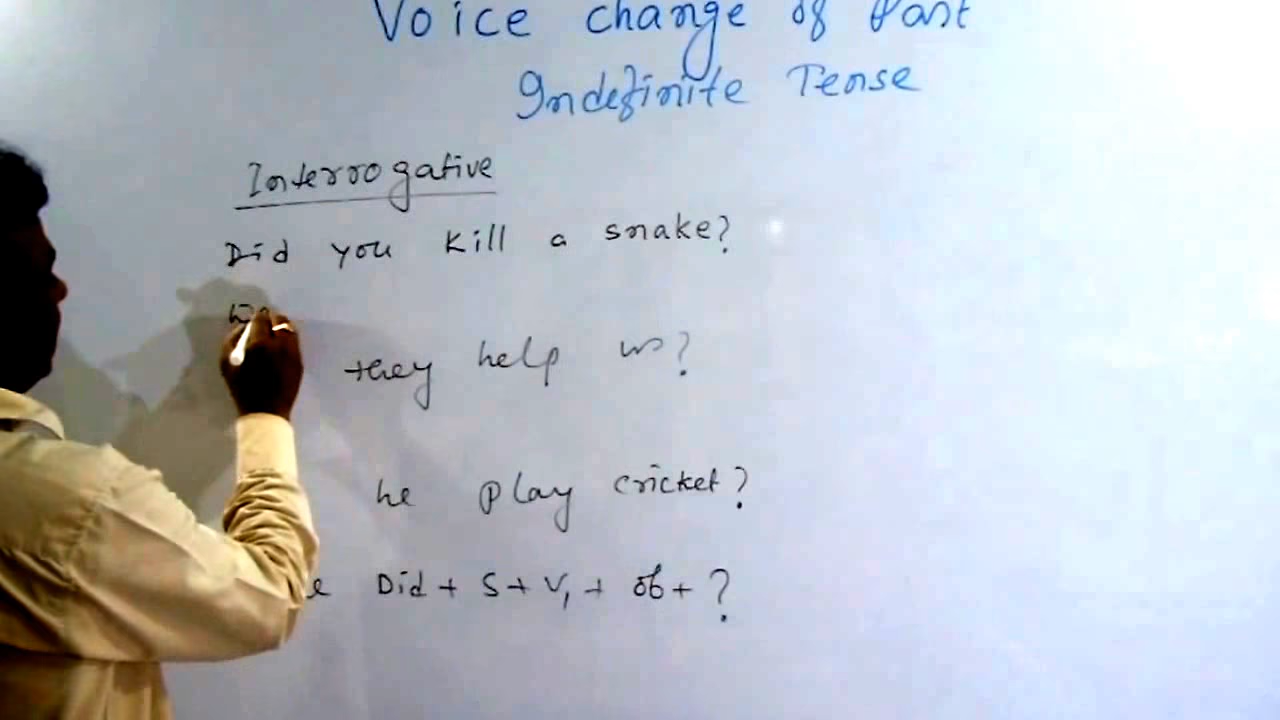 Voice change of Past
Indefinite Tense
Interrogative
Did you kill a snake?
they help us?
he play cricket?
Did + S + V1 + ob + ?